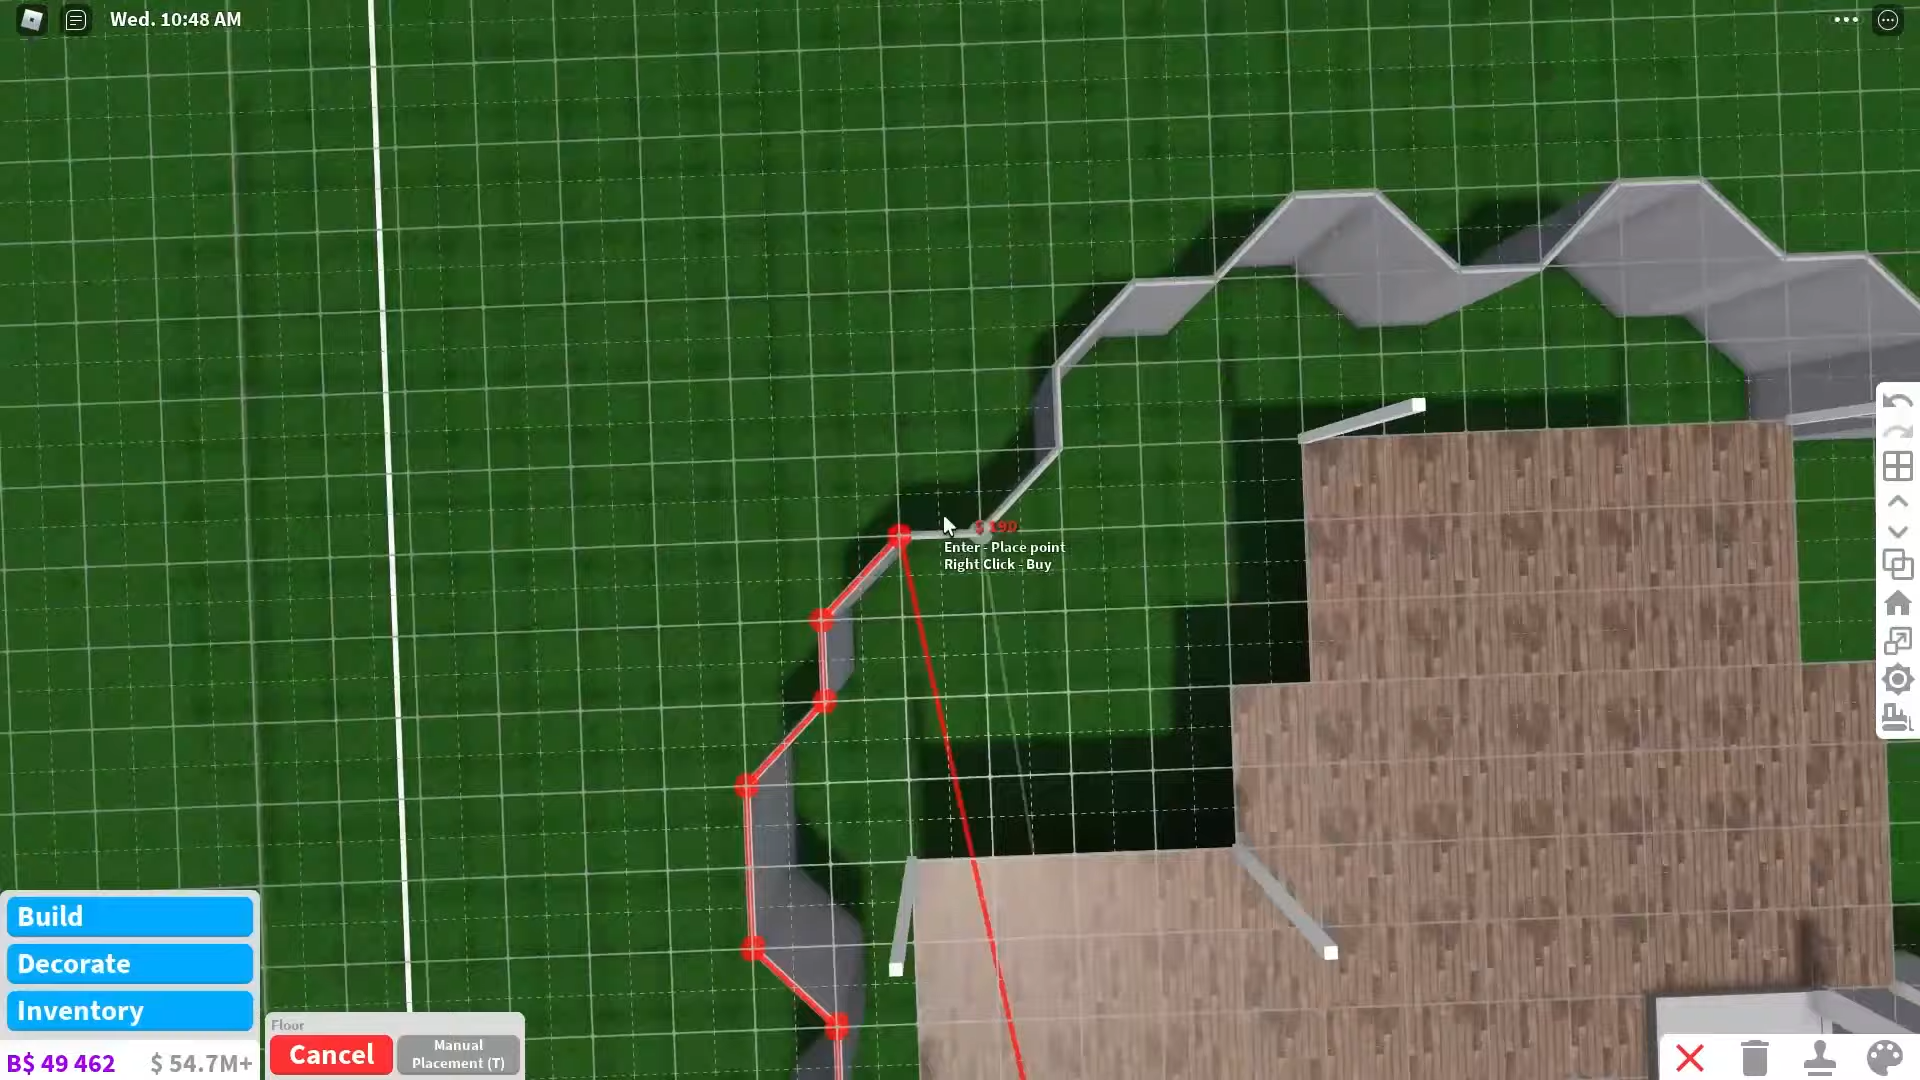 Wed. 10:48 AM
$ 190
Enter - Place point
Right Click - Buy
Build
Decorate
Inventory
B$ 49 462
$ 54.7M+
Floor
Cancel
Manual
Placement (T)